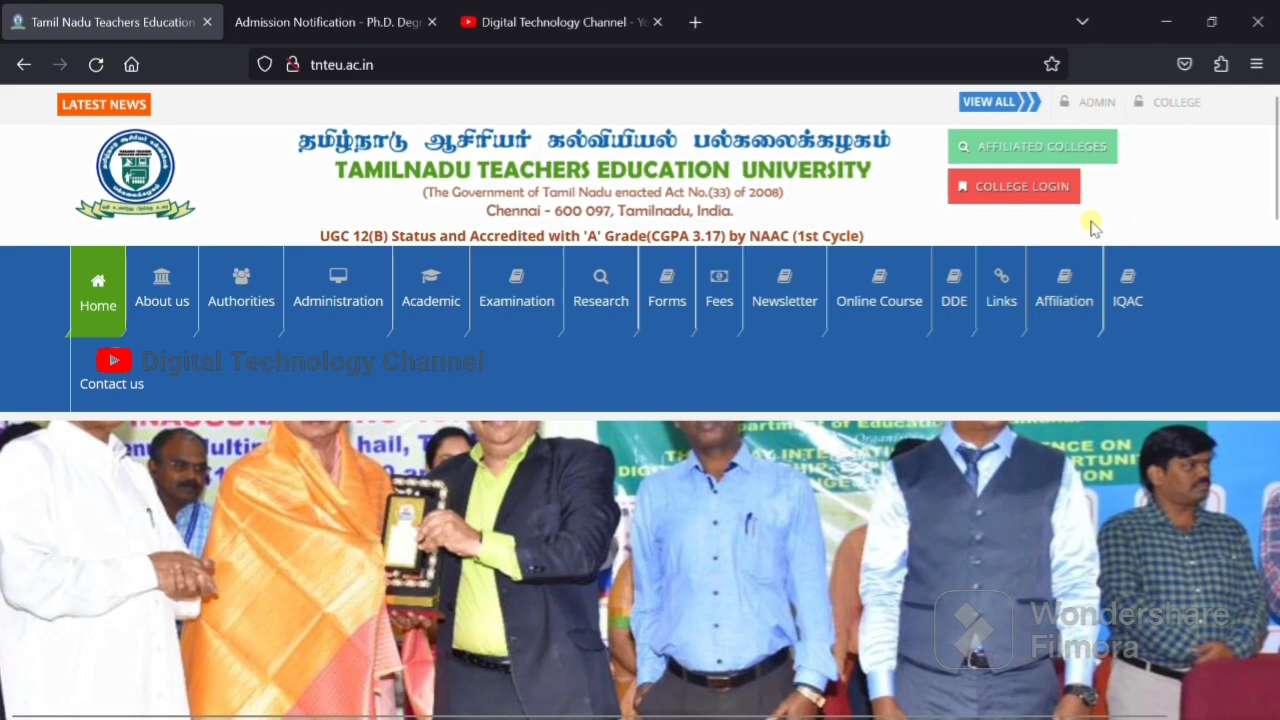 Tamil Nadu Teachers Education
Admission Notification - Ph.D. Degr
Digital Technology Channel - Yo
tnteu.ac.in
LATEST NEWS
VIEW ALL
ADMIN
COLLEGE
தமிழ்நாடு ஆசிரியர் கல்வியியல் பல்கலைக்கழகம்
TAMILNADU TEACHERS EDUCATION UNIVERSITY
(The Government of Tamil Nadu enacted Act No.(33) of 2008)
Chennai - 600 097, Tamilnadu, India.
UGC 12(B) Status and Accredited with 'A' Grade(CGPA 3.17) by NAAC (1st Cycle)
AFFILIATED COLLEGES
COLLEGE LOGIN
Home
About us
Authorities
Administration
Academic
Examination
Research
Forms
Fees
Newsletter
Online Course
DDE
Links
Affiliation
IQAC
Digital Technology Channel
Contact us
Wondershare
Filmora